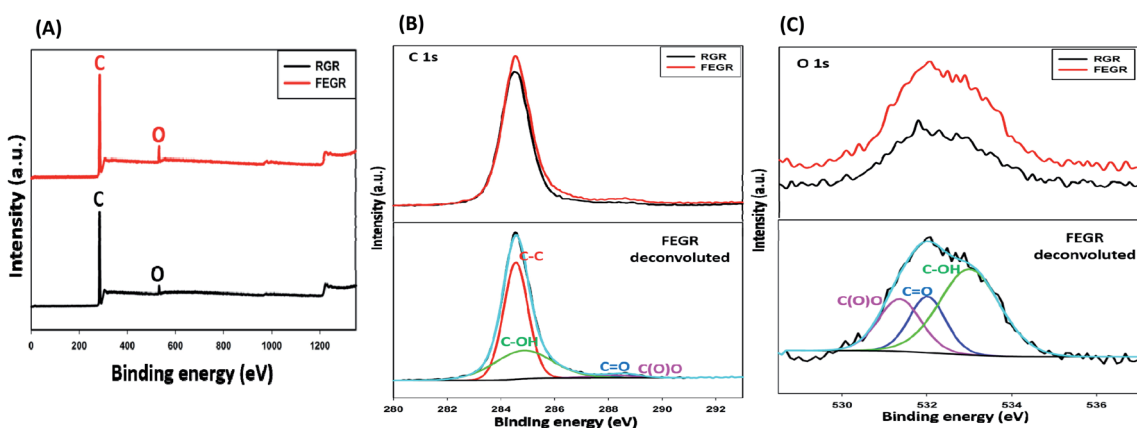 (A)
C
O
RGR
FEGR
C
O
Intensity (a.u.)
0 200 400 600 800 1000 1200
Binding energy (eV)
(B)
C 1s
RGR
FEGR
Intensity (a.u.)
FEGR
deconvoluted
C-C
C-OH
C=O
C(O)O
280 282 284 286 288 290 292
Binding energy (eV)
(C)
O 1s
RGR
FEGR
Intensity (a.u.)
FEGR
deconvoluted
C-OH
C=O
C(O)O
530 532 534 536
Binding energy (eV)